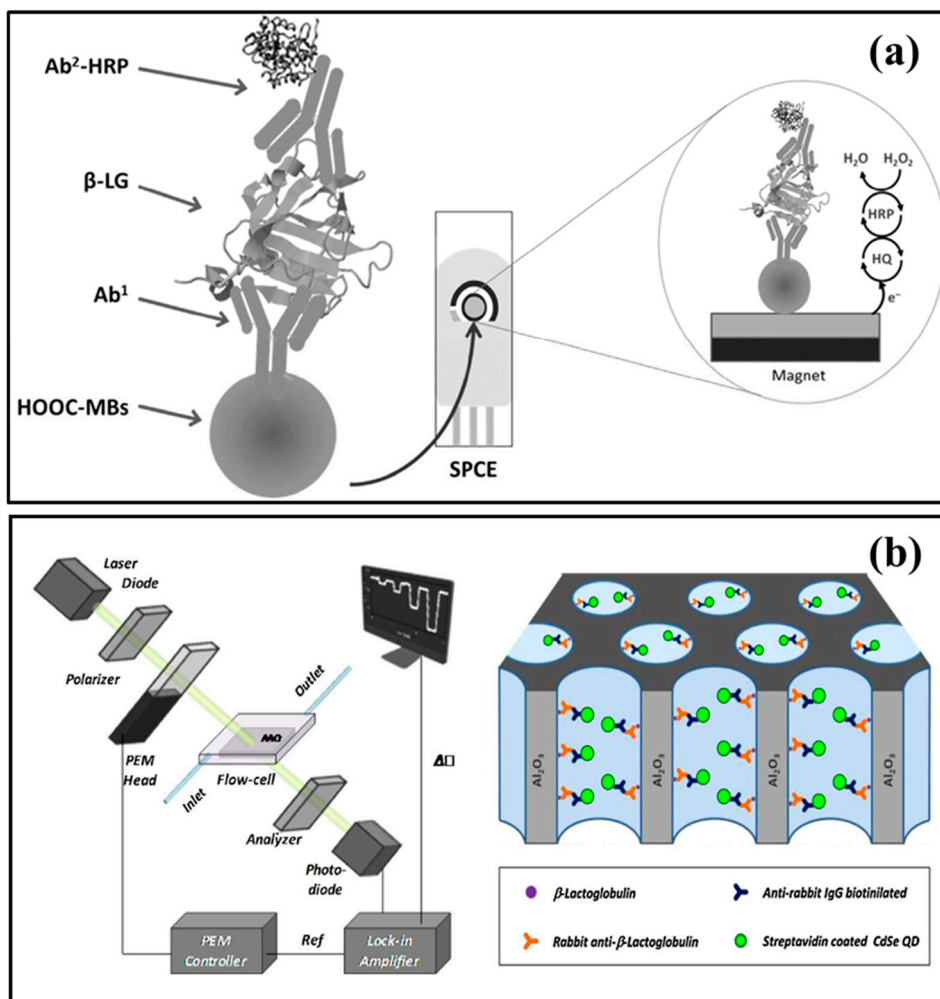 (a)
Ab²-HRP
β-LG
Ab¹
HOOC-MBs
SPCE
H₂O H₂O₂
HRP
HQ
e⁻
Magnet
(b)
Laser
Diode
Polarizer
PEM
Head
Outlet
Inlet
Flow-cell
Analyzer
Photo-
diode
Δ□
PEM
Controller
Ref
Lock-in
Amplifier
Al₂O₃
Al₂O₃
Al₂O₃
Al₂O₃
β-Lactoglobulin
Anti-rabbit IgG biotinilated
Rabbit anti-β-Lactoglobulin
Streptavidin coated CdSe QD